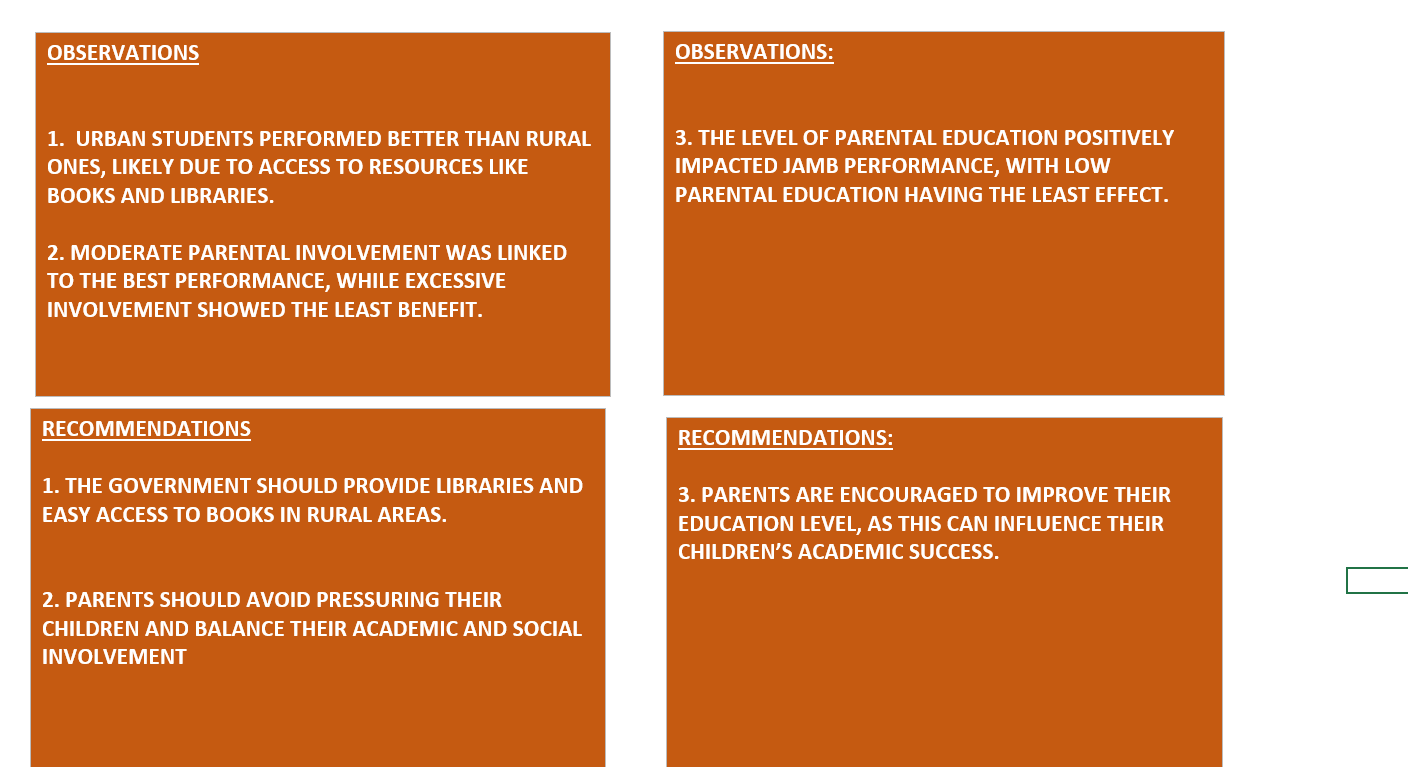 OBSERVATIONS
1. URBAN STUDENTS PERFORMED BETTER THAN RURAL
ONES, LIKELY DUE TO ACCESS TO RESOURCES LIKE
BOOKS AND LIBRARIES.
2. MODERATE PARENTAL INVOLVEMENT WAS LINKED
TO THE BEST PERFORMANCE, WHILE EXCESSIVE
INVOLVEMENT SHOWED THE LEAST BENEFIT.
OBSERVATIONS:
3. THE LEVEL OF PARENTAL EDUCATION POSITIVELY
IMPACTED JAMB PERFORMANCE, WITH LOW
PARENTAL EDUCATION HAVING THE LEAST EFFECT.
RECOMMENDATIONS
1. THE GOVERNMENT SHOULD PROVIDE LIBRARIES AND
EASY ACCESS TO BOOKS IN RURAL AREAS.
2. PARENTS SHOULD AVOID PRESSURING THEIR
CHILDREN AND BALANCE THEIR ACADEMIC AND SOCIAL
INVOLVEMENT
RECOMMENDATIONS:
3. PARENTS ARE ENCOURAGED TO IMPROVE THEIR
EDUCATION LEVEL, AS THIS CAN INFLUENCE THEIR
CHILDREN’S ACADEMIC SUCCESS.